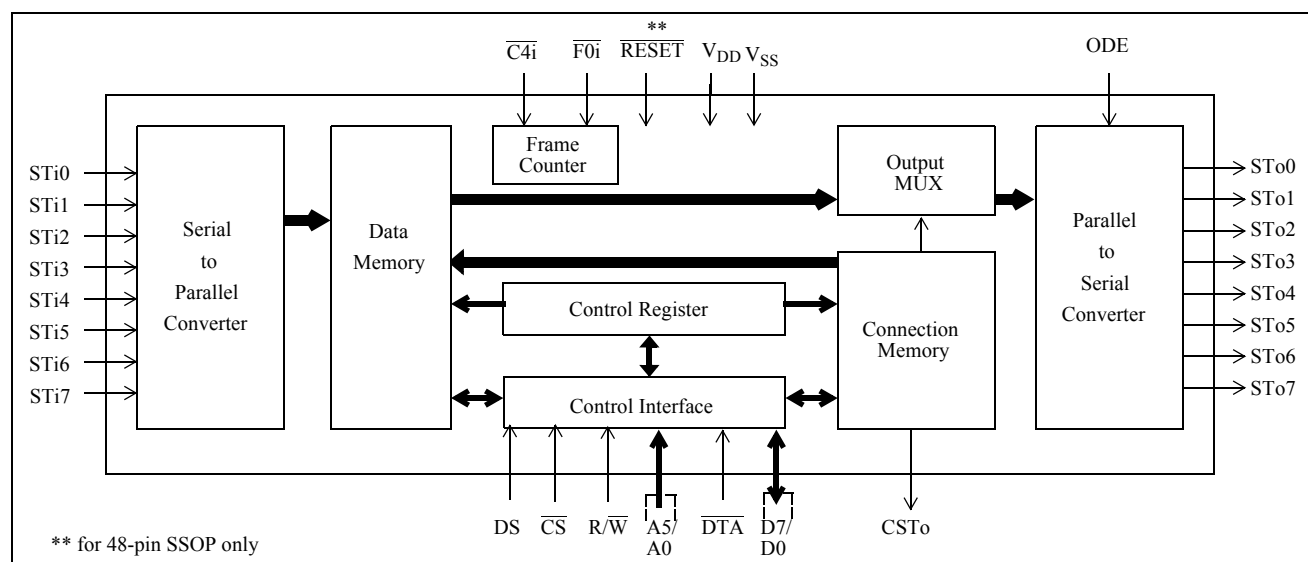 **
C4i
F0i
RESET
VDD
VSS
ODE
STi0
STi1
STi2
STi3
STi4
STi5
STi6
STi7
Serial
to
Parallel
Converter
Data
Memory
Frame
Counter
Control Register
Control Interface
Output
MUX
Connection
Memory
Parallel
to
Serial
Converter
STo0
STo1
STo2
STo3
STo4
STo5
STo6
STo7
DS
CS
R/W
A5/
A0
DTA
D7/
D0
CSTo
** for 48-pin SSOP only